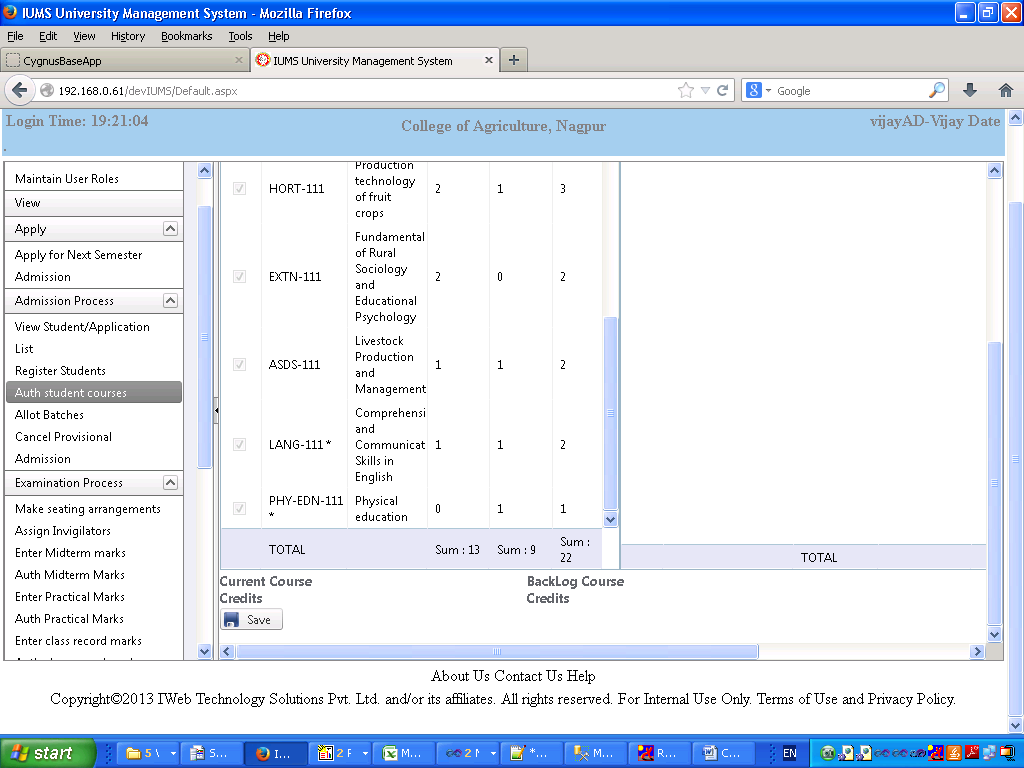 IUMS University Management System - Mozilla Firefox
File Edit View History Bookmarks Tools Help
CygnusBaseApp
IUMS University Management System
192.168.0.61/devIUMS/Default.aspx
Google
Login Time: 19:21:04
College of Agriculture, Nagpur
vijayAD-Vijay Date
.
Maintain User Roles
View
Apply
Apply for Next Semester
Admission
Admission Process
View Student/Application
List
Register Students
Auth student courses
Allot Batches
Cancel Provisional
Admission
Examination Process
Make seating arrangements
Assign Invigilators
Enter Midterm marks
Auth Midterm Marks
Enter Practical Marks
Auth Practical Marks
Enter class record marks
Production
technology
HORT-111 of fruit 2 1 3
crops
Fundamental
of Rural
Sociology
EXTN-111 and 2 0 2
Educational
Psychology
Livestock
Production
ASDS-111 and 1 1 2
Management
Comprehensi
and
LANG-111 * Communicat 1 1 2
Skills in
English
PHY-EDN-111 Physical
* education 0 1 1
TOTAL Sum : 13 Sum : 9 Sum :
22
TOTAL
Current Course
Credits
BackLog Course
Credits
Save
About Us Contact Us Help
Copyright©2013 IWeb Technology Solutions Pvt. Ltd. and/or its affiliates. All rights reserved. For Internal Use Only. Terms of Use and Privacy Policy.
start 5 \ S... I... 2 F M... 2 M *... M... R... C... EN